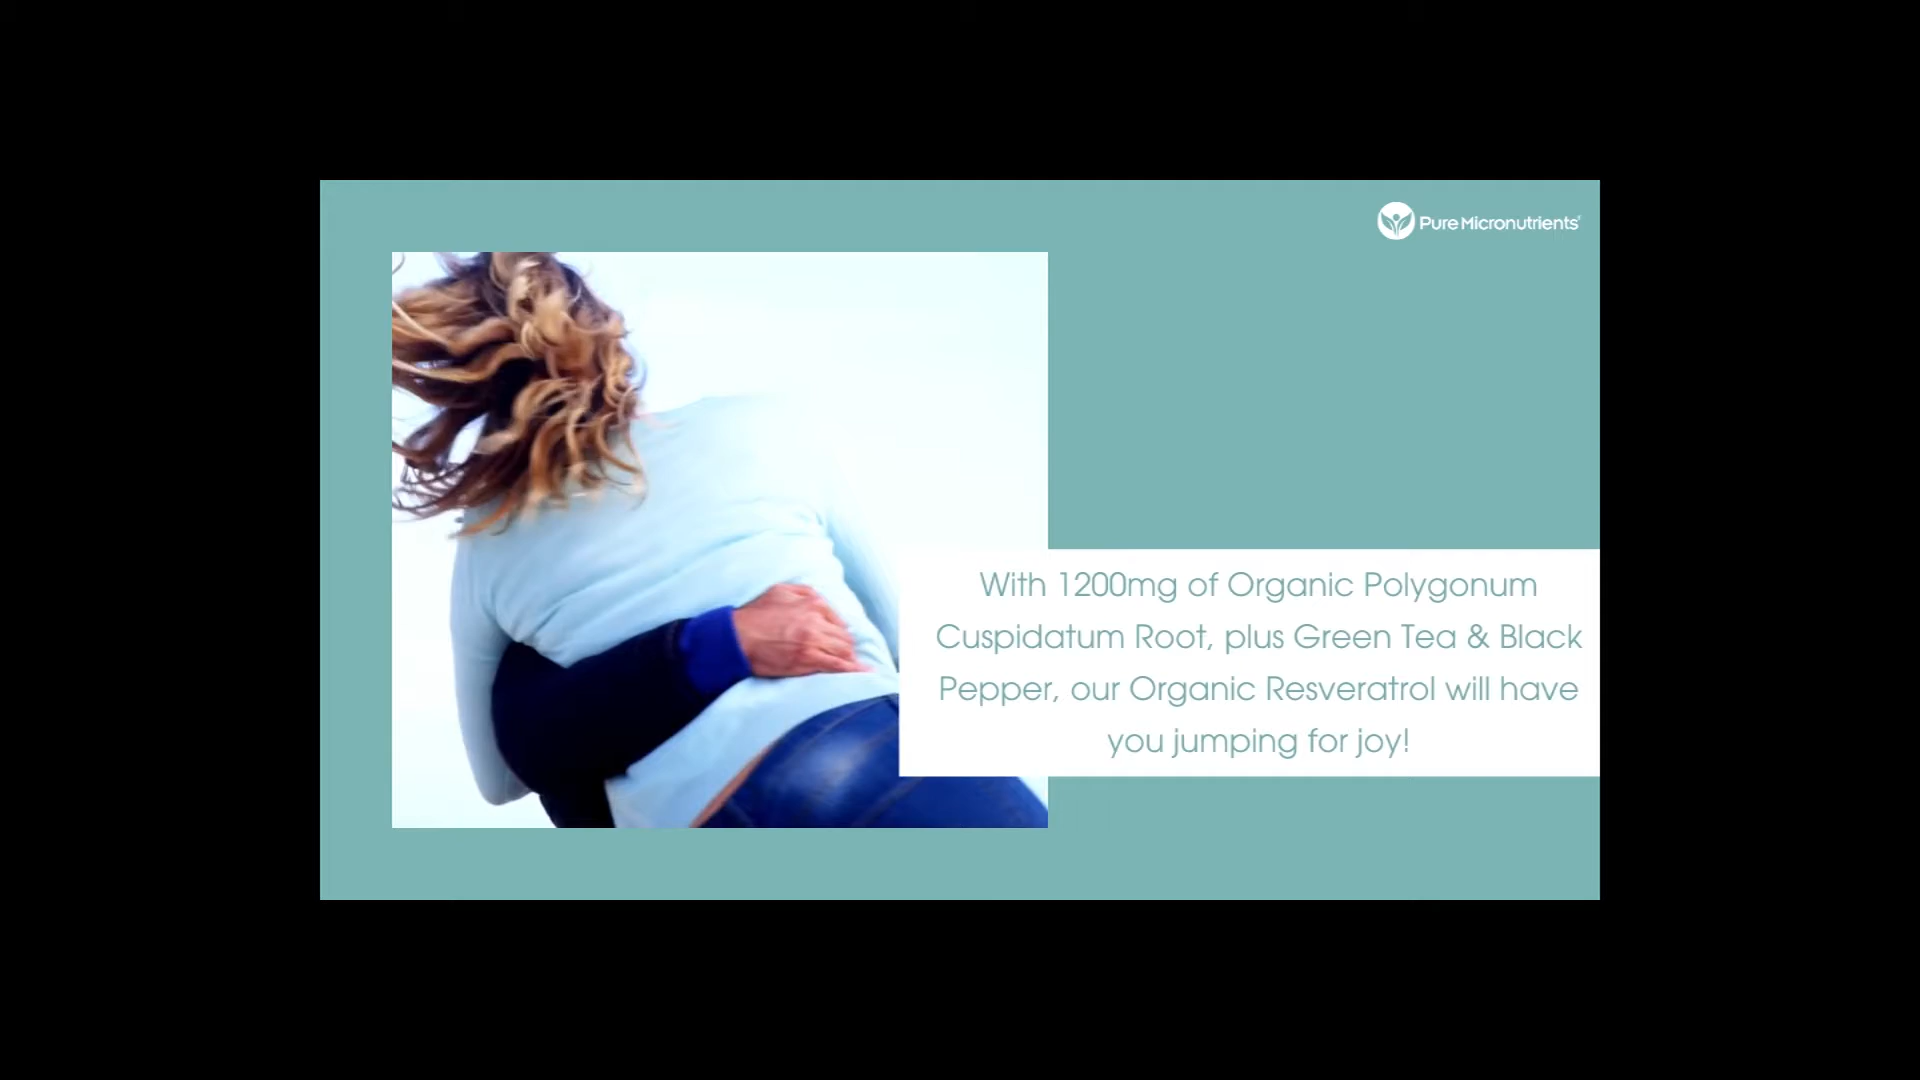 Pure Micronutrients
With 1200mg of Organic Polygonum
Cuspidatum Root, plus Green Tea & Black
Pepper, our Organic Resveratrol will have
you jumping for joy!